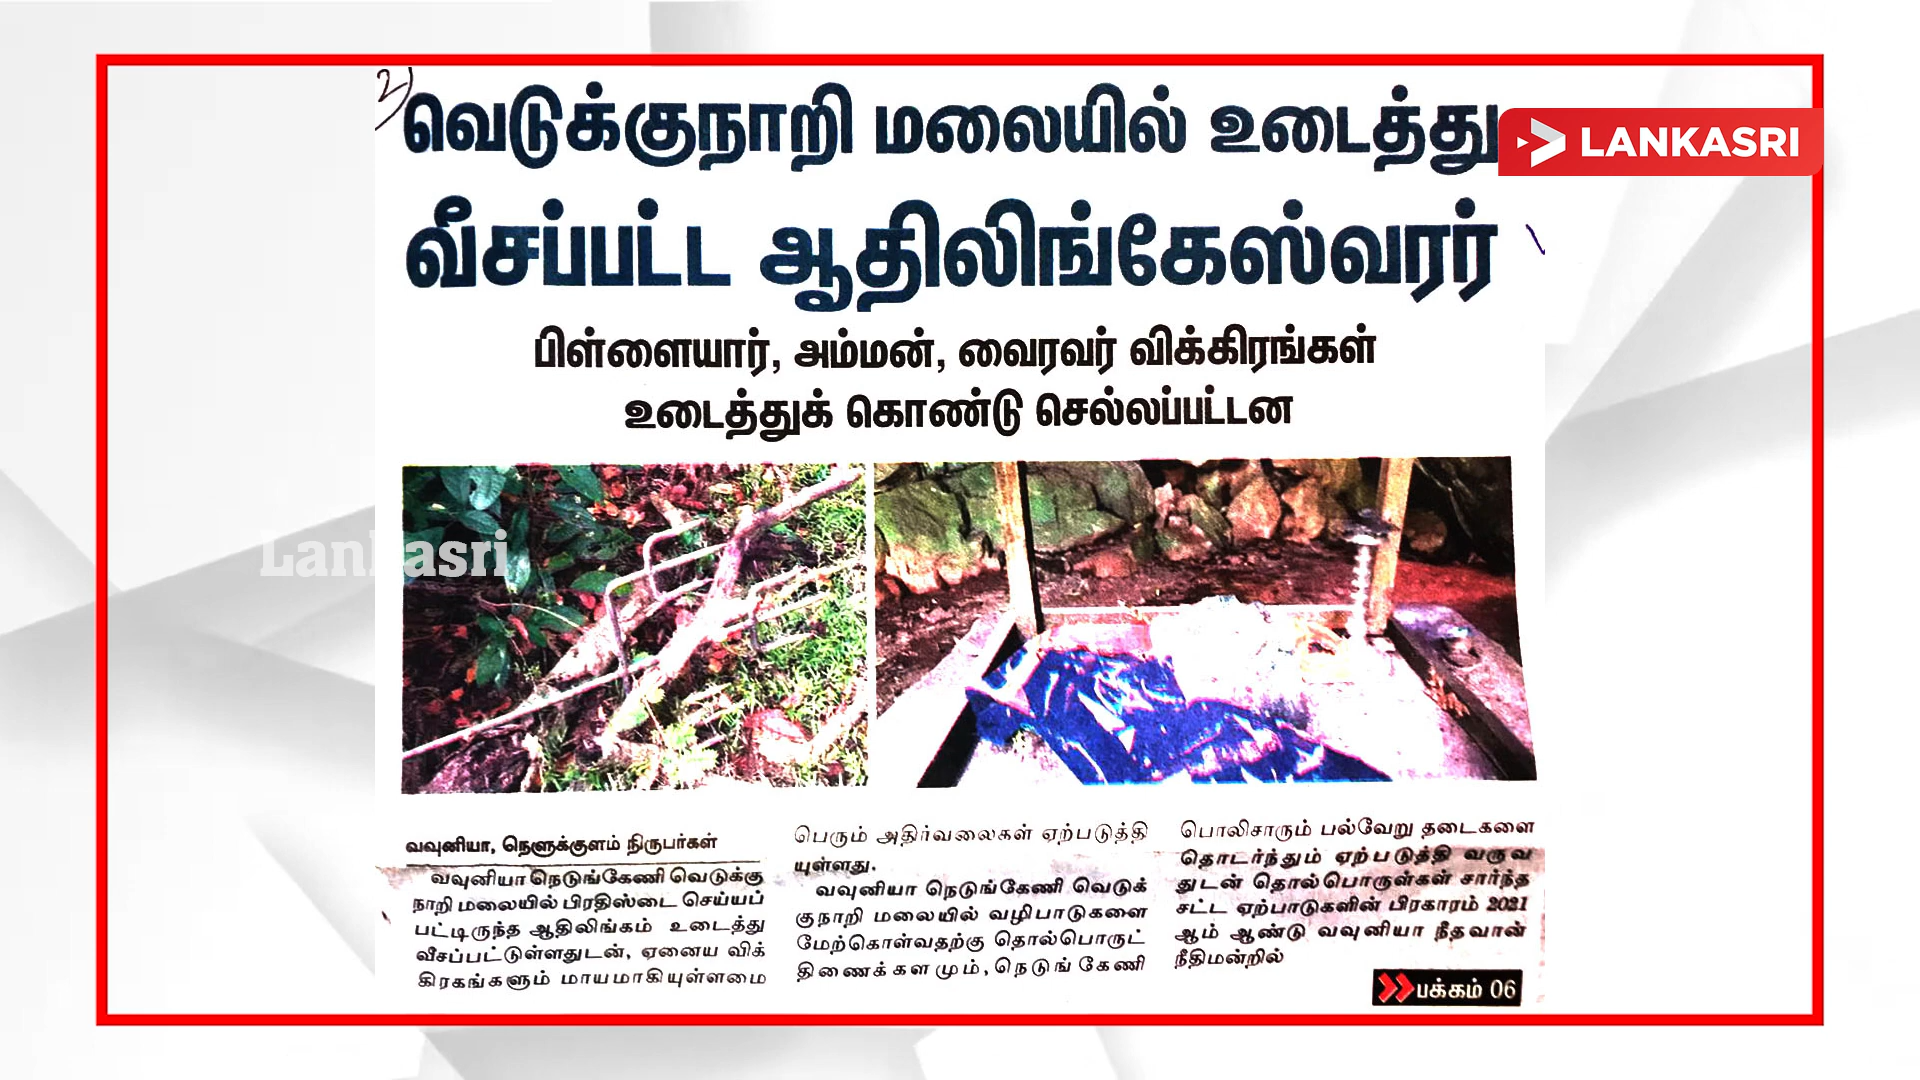 வெடுக்குநாறி மலையில் உடைத்து
LANKASRI
வீசப்பட்ட ஆதிலிங்கேஸ்வரர்
பிள்ளையார், அம்மன், வைரவர் விக்கிரங்கள்
உடைத்துக் கொண்டு செல்லப்பட்டன
Lankasri
வவுனியா, நெளுக்குளம் நிருபர்கள்
வவுனியா நெடுங்கேணி வெடுக்கு
நாறி மலையில் பிரதிஸ்டை செய்யப்
பட்டிருந்த ஆதிலிங்கம் உடைத்து
வீசப்பட்டுள்ளதுடன், ஏனைய விக்
கிரகங்களும் மாயமாகியுள்ளமை
பெரும் அதிர்வலைகள் ஏற்படுத்தி
யுள்ளது.
வவுனியா நெடுங்கேணி வெடுக்
குநாறி மலையில் வழிபாடுகளை
மேற்கொள்வதற்கு தொல்பொருட்
திணைக்களமும், நெடுங்கேணி
பொலிசாரும் பல்வேறு தடைகளை
தொடர்ந்தும் ஏற்படுத்தி வருவ
துடன் தொல்பொருள்கள் சார்ந்த
சட்ட ஏற்பாடுகளின் பிரகாரம் 2021
ஆம் ஆண்டு வவுனியா நீதவான்
நீதிமன்றில்
பக்கம் 06